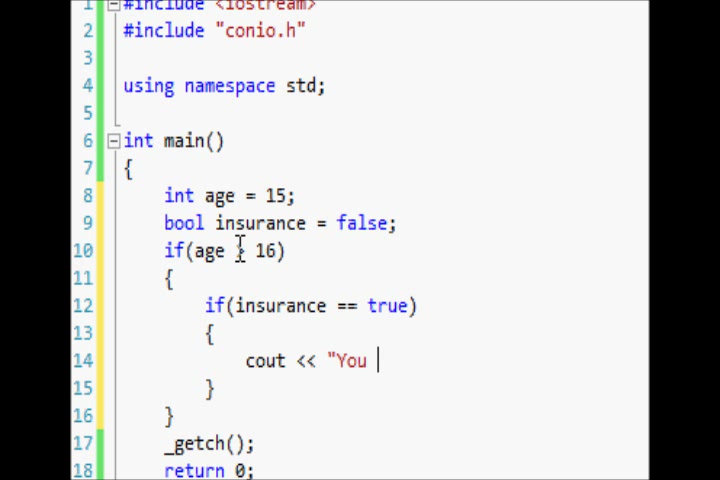 1 #include <iostream>
2 #include "conio.h"
3
4 using namespace std;
5
6 int main()
7 {
8 int age = 15;
9 bool insurance = false;
10 if(age 16)
11 {
12 if(insurance == true)
13 {
14 cout << "You
15 }
16 }
17 _getch();
18 return 0;